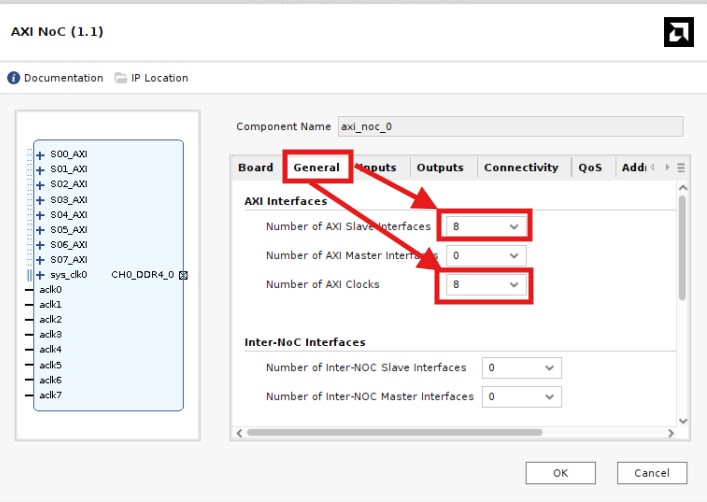 AXI NoC (1.1)
Documentation
IP Location
Component Name axi_noc_0
Board General Inputs Outputs Connectivity QoS Addr
AXI Interfaces
Number of AXI Slave Interfaces 8
Number of AXI Master Interfaces 0
Number of AXI Clocks 8
Inter-NoC Interfaces
Number of Inter-NOC Slave Interfaces 0
Number of Inter-NOC Master Interfaces 0
S00_AXI
S01_AXI
S02_AXI
S03_AXI
S04_AXI
S05_AXI
S06_AXI
S07_AXI
sys_clk0 CH0_DDR4_0
aclk0
aclk1
aclk2
aclk3
aclk4
aclk5
aclk6
aclk7
OK
Cancel